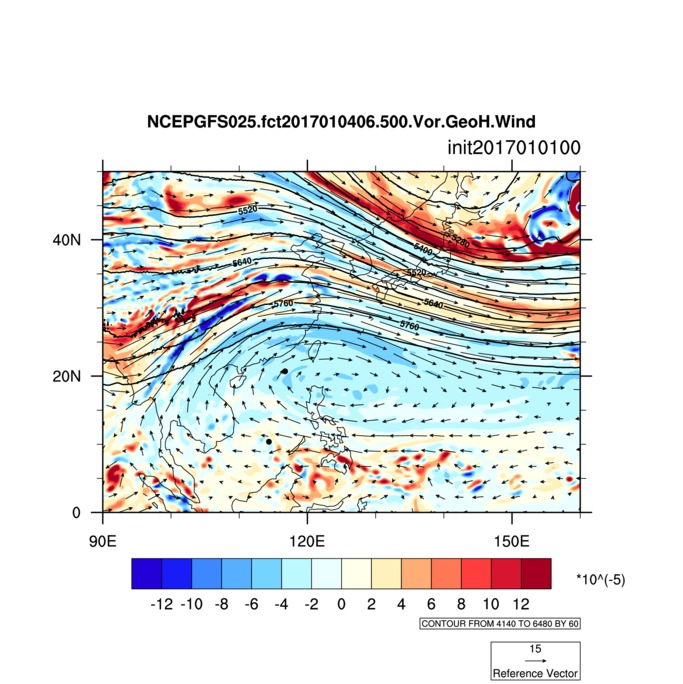 NCEPGFS025.fct2017010406.500.Vor.GeoH.Wind
init2017010100
5520
40N
5400
5280
5640
5520
5760
5640
5760
20N
0
90E 120E 150E
-12 -10 -8 -6 -4 -2 0 2 4 6 8 10 12
*10^(-5)
CONTOUR FROM 4140 TO 6480 BY 60
15
Reference Vector